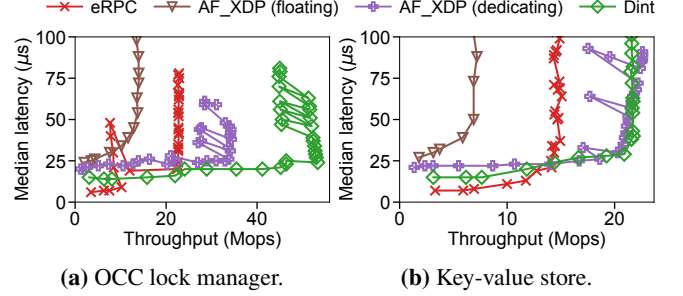 eRPC AF_XDP (floating) AF_XDP (dedicating) Dint
Median latency (μs)
100
75
50
25
0
0 20 40
Throughput (Mops)
(a) OCC lock manager.
Median latency (μs)
100
75
50
25
0
0 10 20
Throughput (Mops)
(b) Key-value store.